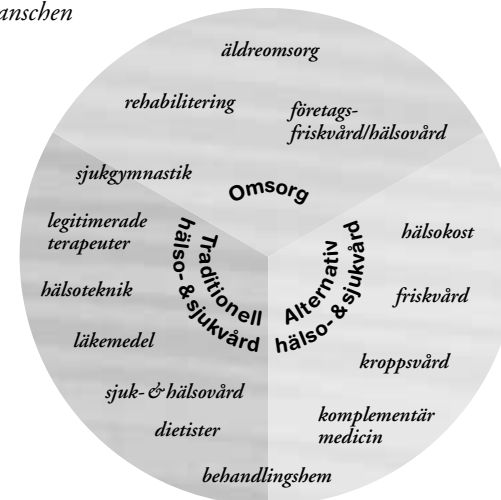 anschen
äldreomsorg
rehabilitering
företags-
friskvård/hälsovård
sjukgymnastik
Omsorg
legitimerade
terapeuter
hälsoteknik
läkemedel
sjuk- & hälsovård
dietister
Traditionell
hälso- & sjukvård
Alternativ
hälso- & sjukvård
hälsokost
friskvård
kroppsvård
komplementär
medicin
behandlingshem